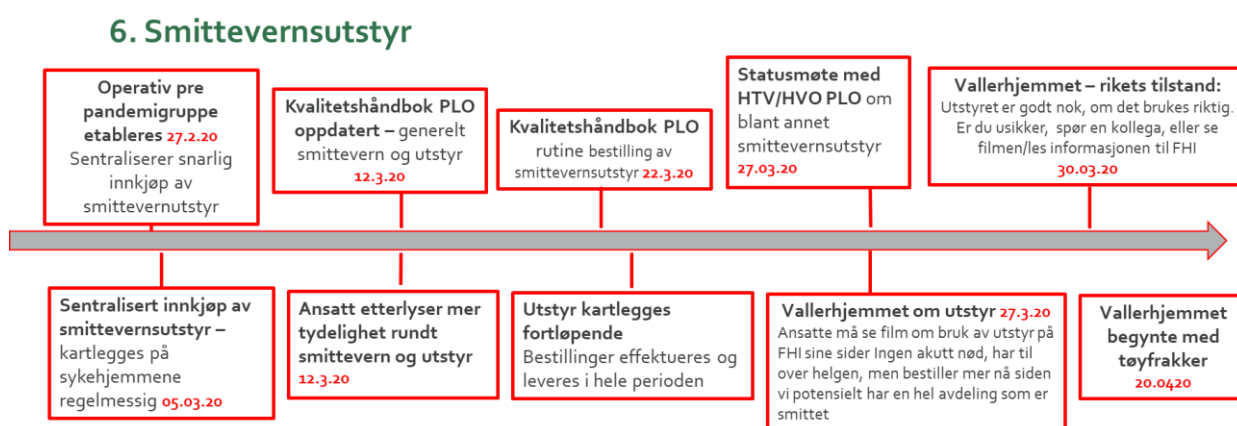 6. Smittevernsutstyr
Operativ pre
pandemigruppe
etableres 27.2.20
Sentraliserer snarlig
innkjøp av
smittevernutstyr
Kvalitetshåndbok PLO
oppdatert – generelt
smittevern og utstyr
12.3.20
Kvalitetshåndbok PLO
rutine bestilling av
smittevernsutstyr 22.3.20
Statusmøte med
HTV/HVO PLO om
blant annet
smittevernsutstyr
27.03.20
Vallerhjemmet – rikets tilstand:
Utstyret er godt nok, om det brukes riktig.
Er du usikker, spør en kollega, eller se
filmen/les informasjonen til FHI
30.03.20
Sentralisert innkjøp av
smittevernsutstyr –
kartlegges på
sykehjemmene
regelmessig 05.03.20
Ansatt etterlyser mer
tydelighet rundt
smittevern og utstyr
12.3.20
Utstyr kartlegges
fortløpende
Bestillinger effektueres og
leveres i hele perioden
Vallerhjemmet om utstyr 27.3.20
Ansatte må se film om bruk av utstyr på
FHI sine sider Ingen akutt nød, har til
over helgen, men bestiller mer nå siden
vi potensielt har en hel avdeling som er
smittet
Vallerhjemmet
begynte med
tøyfrakker
20.0420